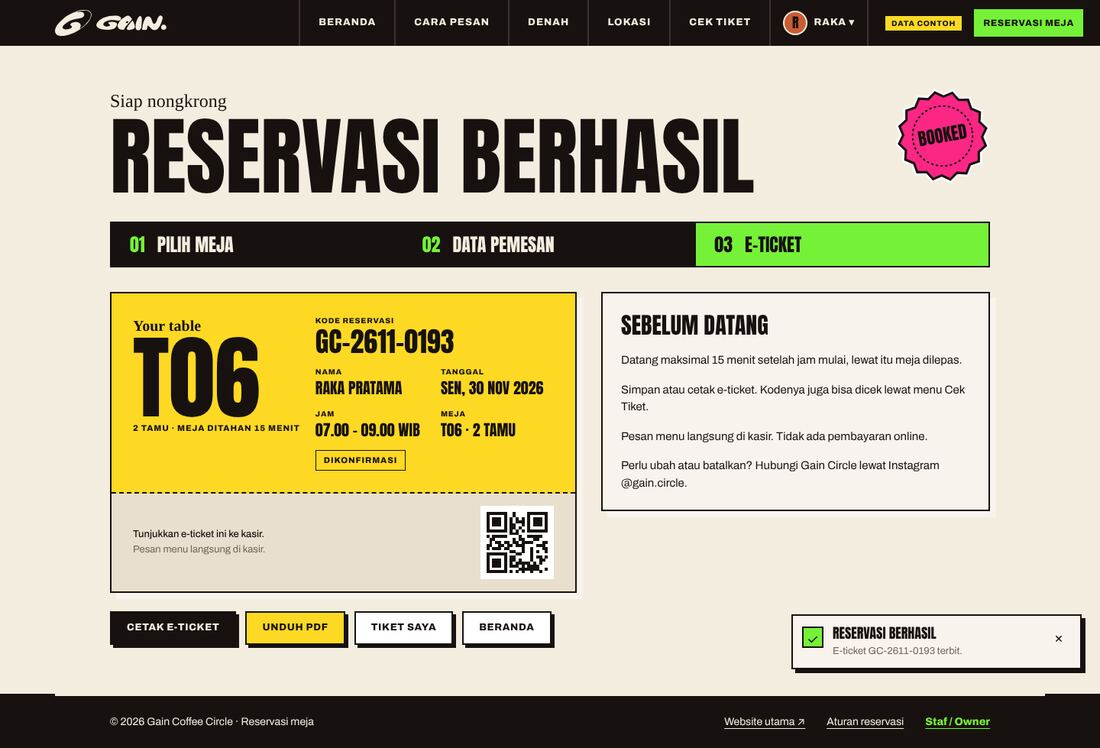 GAIN.
BERANDA
CARA PESAN
DENAH
LOKASI
CEK TIKET
R
RAKA ▾
DATA CONTOH
RESERVASI MEJA
Siap nongkrong
RESERVASI BERHASIL
BOOKED
01 PILIH MEJA
02 DATA PEMESAN
03 E-TICKET
Your table
T06
2 TAMU · MEJA DITAHAN 15 MENIT
KODE RESERVASI
GC-2611-0193
NAMA
RAKA PRATAMA
TANGGAL
SEN, 30 NOV 2026
JAM
07.00 - 09.00 WIB
MEJA
T06 · 2 TAMU
DIKONFIRMASI
Tunjukkan e-ticket ini ke kasir.
Pesan menu langsung di kasir.
SEBELUM DATANG
Datang maksimal 15 menit setelah jam mulai, lewat itu meja dilepas.
Simpan atau cetak e-ticket. Kodenya juga bisa dicek lewat menu Cek
Tiket.
Pesan menu langsung di kasir. Tidak ada pembayaran online.
Perlu ubah atau batalkan? Hubungi Gain Circle lewat Instagram
@gain.circle.
CETAK E-TICKET
UNDUH PDF
TIKET SAYA
BERANDA
RESERVASI BERHASIL
E-ticket GC-2611-0193 terbit.
×
© 2026 Gain Coffee Circle · Reservasi meja
Website utama ↗
Aturan reservasi
Staf / Owner